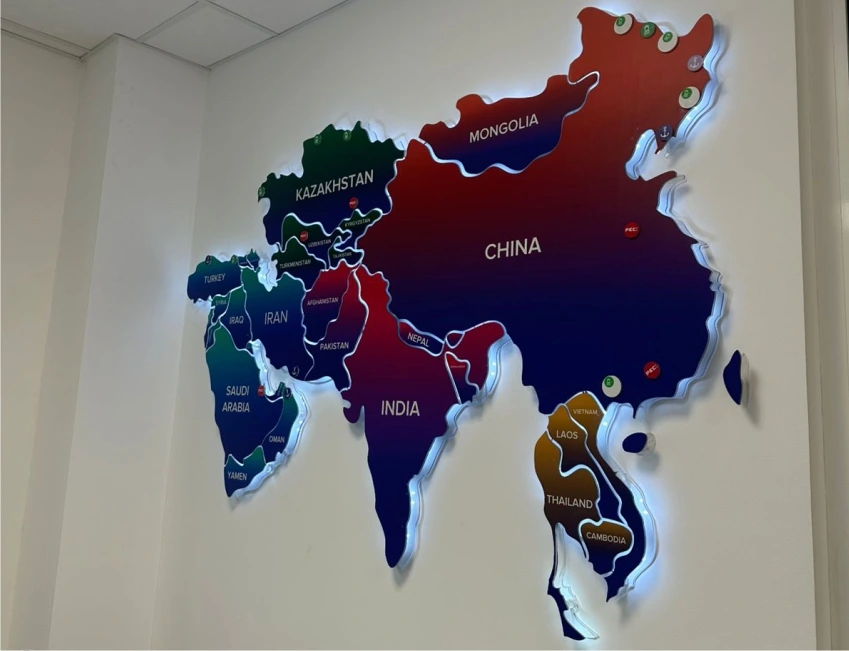 MONGOLIA
KAZAKHSTAN
KYRGYZSTAN
UZBEKISTAN
TAJIKISTAN
TURKMENISTAN
CHINA
TURKEY
SYRIA
IRAQ
IRAN
AFGHANISTAN
PAKISTAN
NEPAL
INDIA
SAUDI
ARABIA
OMAN
YAMEN
VIETNAM
LAOS
THAILAND
CAMBODIA
PEC
PEC